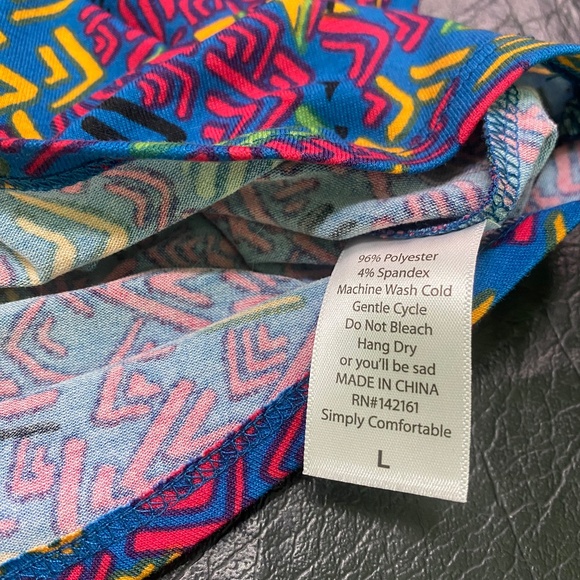 96% Polyester
4% Spandex
Machine Wash Cold
Gentle Cycle
Do Not Bleach
Hang Dry
or you'll be sad
MADE IN CHINA
RN#142161
Simply Comfortable
L